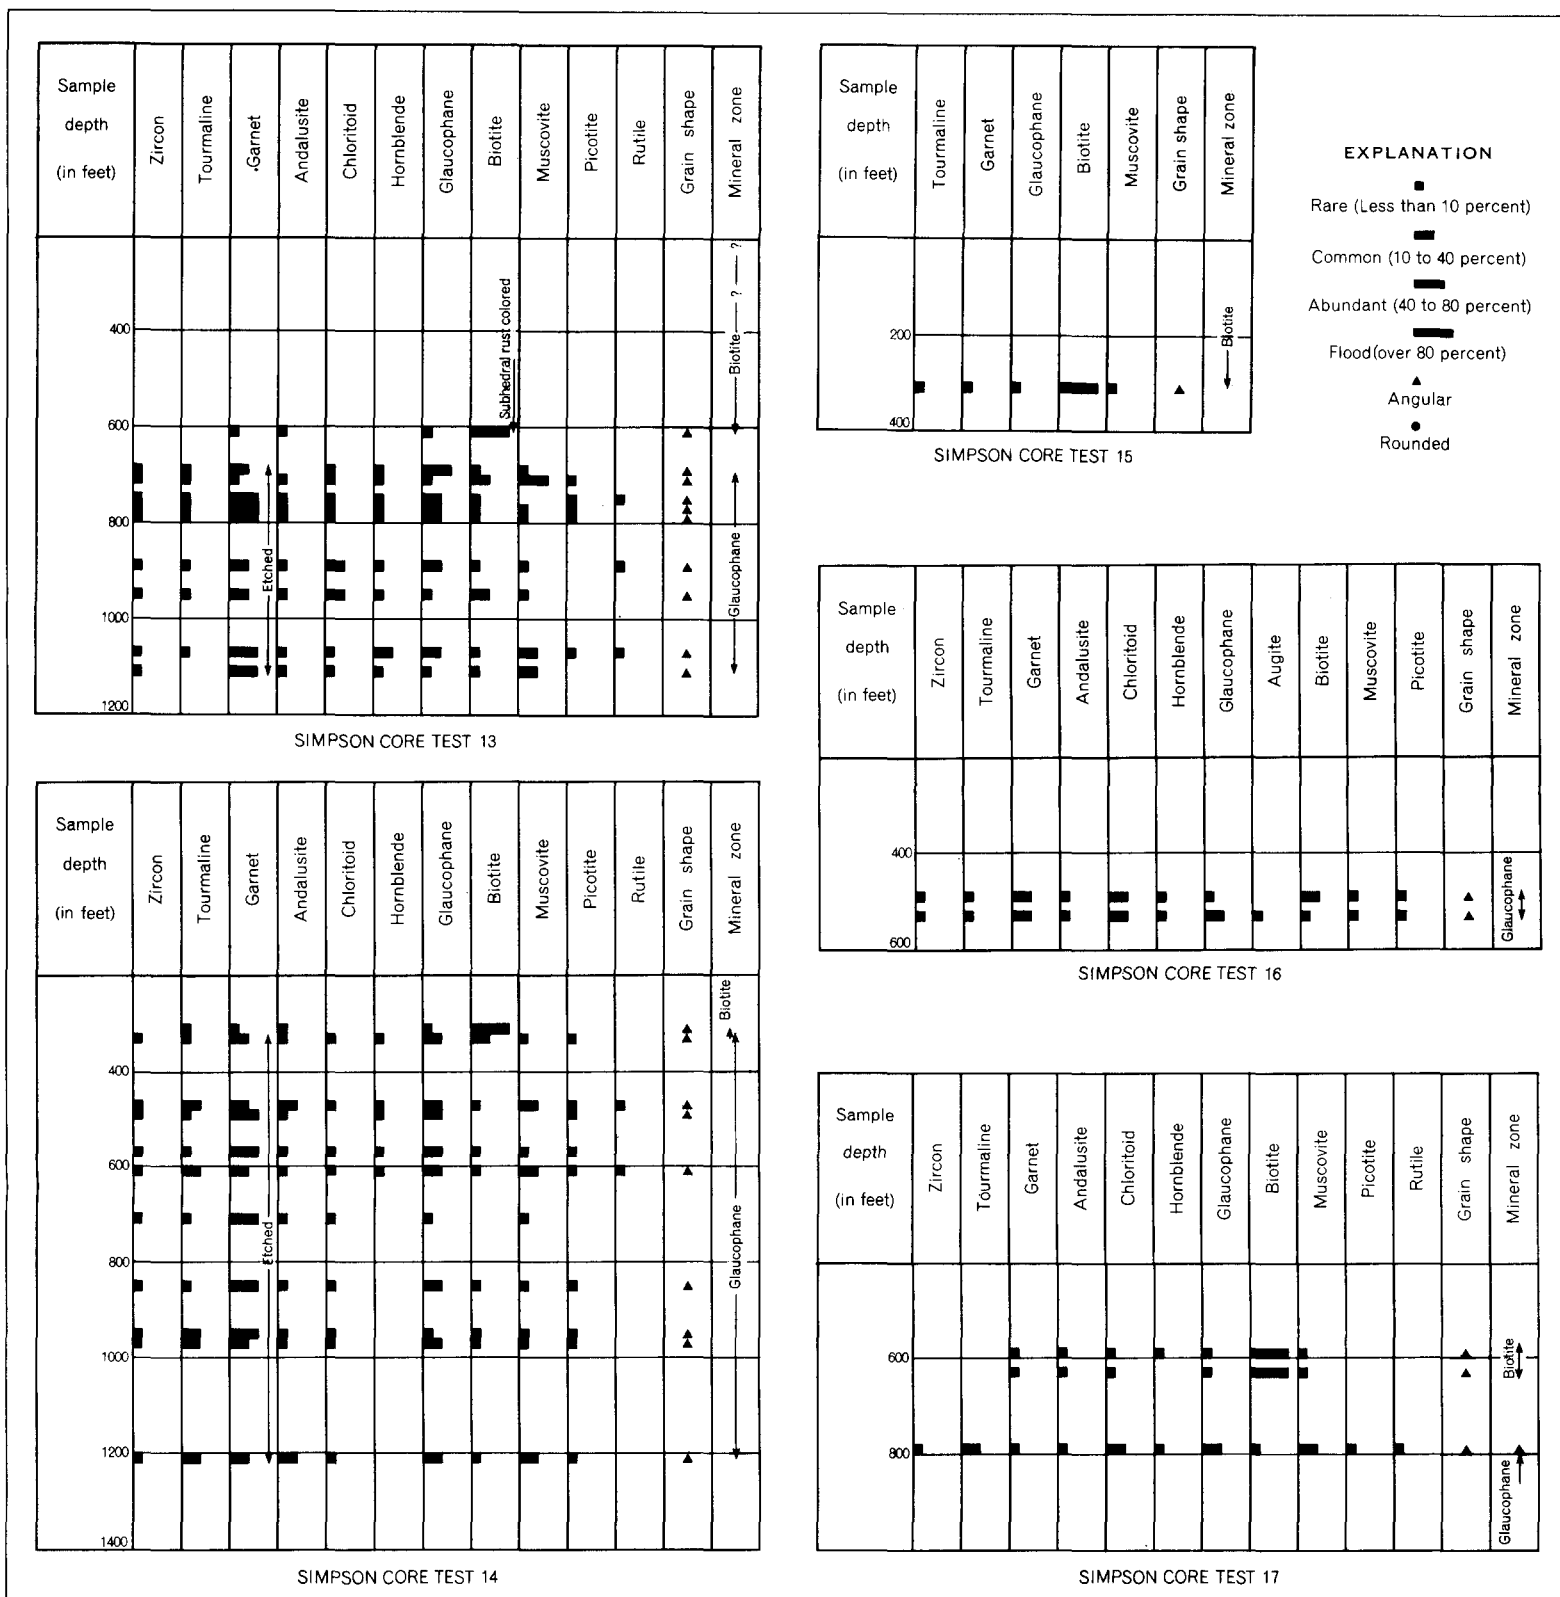 Sample
depth
(in feet)
Zircon
Tourmaline
.Garnet
Andalusite
Chloritoid
Hornblende
Glaucophane
Biotite
Muscovite
Picotite
Rutile
Grain shape
Mineral zone
400
600
800
1000
1200
Subhedral rust colored
Etched
?
?
Biotite
Glaucophane
SIMPSON CORE TEST 13
Sample
depth
(in feet)
Zircon
Tourmaline
Garnet
Andalusite
Chloritoid
Hornblende
Glaucophane
Biotite
Muscovite
Picotite
Rutile
Grain shape
Mineral zone
400
600
800
1000
1200
1400
Etched
Biotite
Glaucophane
SIMPSON CORE TEST 14
Sample
depth
(in feet)
Tourmaline
Garnet
Glaucophane
Biotite
Muscovite
Grain shape
Mineral zone
200
400
Biotite
SIMPSON CORE TEST 15
EXPLANATION
Rare (Less than 10 percent)
Common (10 to 40 percent)
Abundant (40 to 80 percent)
Flood(over 80 percent)
Angular
Rounded
Sample
depth
(in feet)
Zircon
Tourmaline
Garnet
Andalusite
Chloritoid
Hornblende
Glaucophane
Augite
Biotite
Muscovite
Picotite
Grain shape
Mineral zone
400
600
Glaucophane
SIMPSON CORE TEST 16
Sample
depth
(in feet)
Zircon
Tourmaline
Garnet
Andalusite
Chloritoid
Hornblende
Glaucophane
Biotite
Muscovite
Picotite
Rutile
Grain shape
Mineral zone
600
800
Biotite
Glaucophane
SIMPSON CORE TEST 17